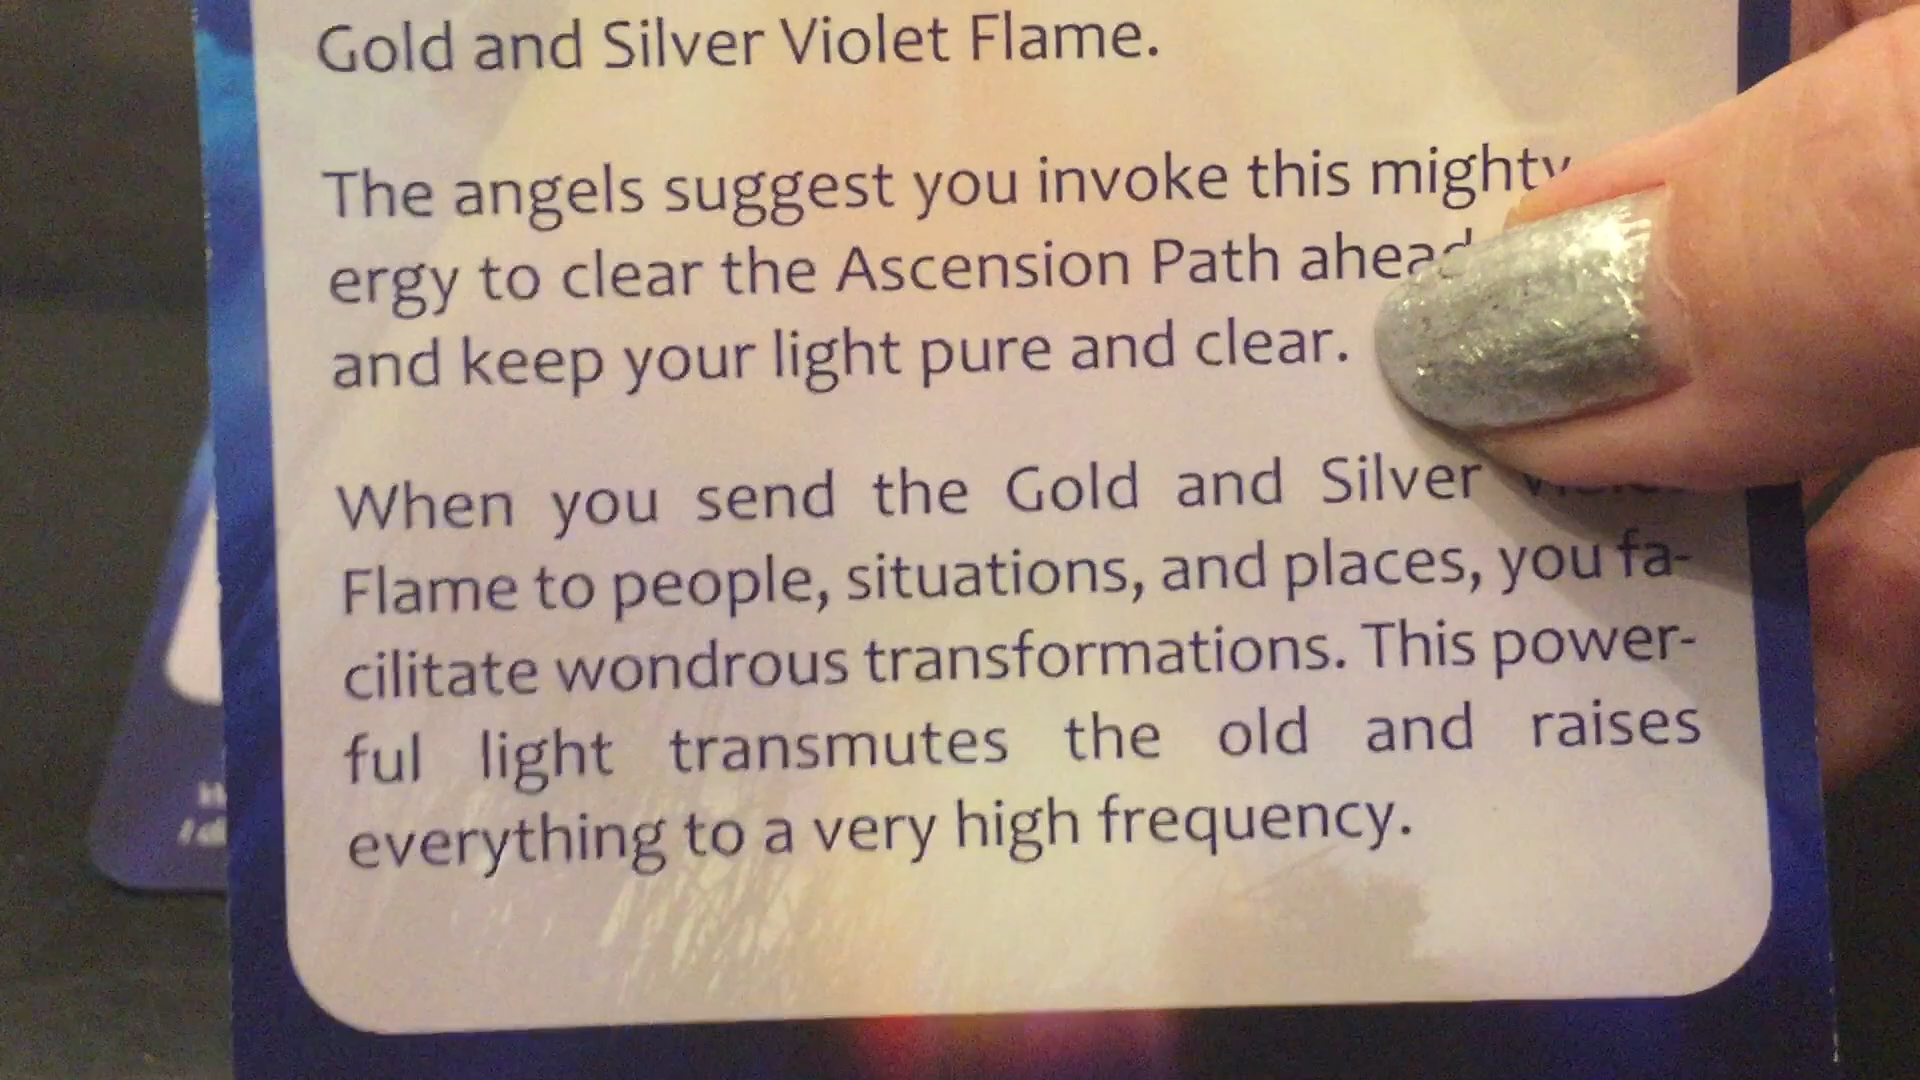 Gold and Silver Violet Flame.
The angels suggest you invoke this mighty
ergy to clear the Ascension Path ahead
and keep your light pure and clear.
When you send the Gold and Silver
Flame to people, situations, and places, you fa-
cilitate wondrous transformations. This power-
ful light transmutes the old and raises
everything to a very high frequency.